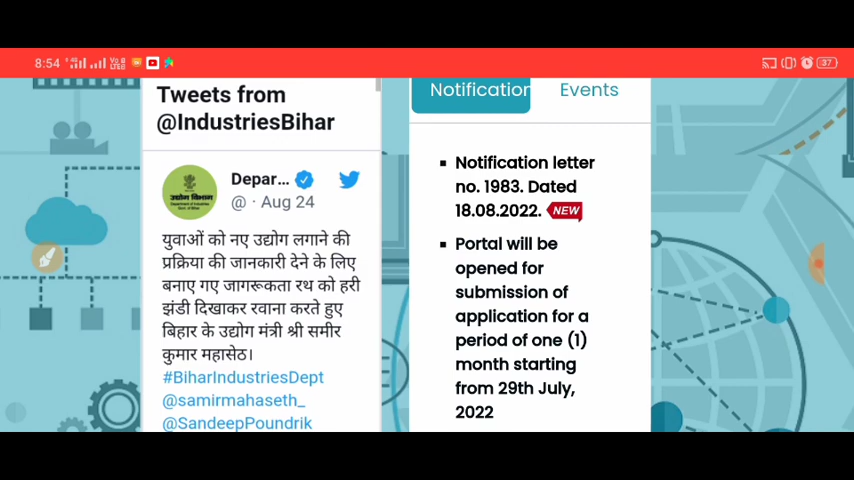 8:54
37
Tweets from
@IndustriesBihar
Depar...
@ · Aug 24
उद्योग विभाग
युवाओं को नए उद्योग लगाने की
प्रक्रिया की जानकारी देने के लिए
बनाए गए जागरूकता रथ को हरी
झंडी दिखाकर रवाना करते हुए
बिहार के उद्योग मंत्री श्री समीर
कुमार महासेठ।
#BiharIndustriesDept
@samirmahaseth_
@SandeepPoundrik
Notification
Events
Notification letter
no. 1983. Dated
18.08.2022. NEW
Portal will be
opened for
submission of
application for a
period of one (1)
month starting
from 29th July,
2022